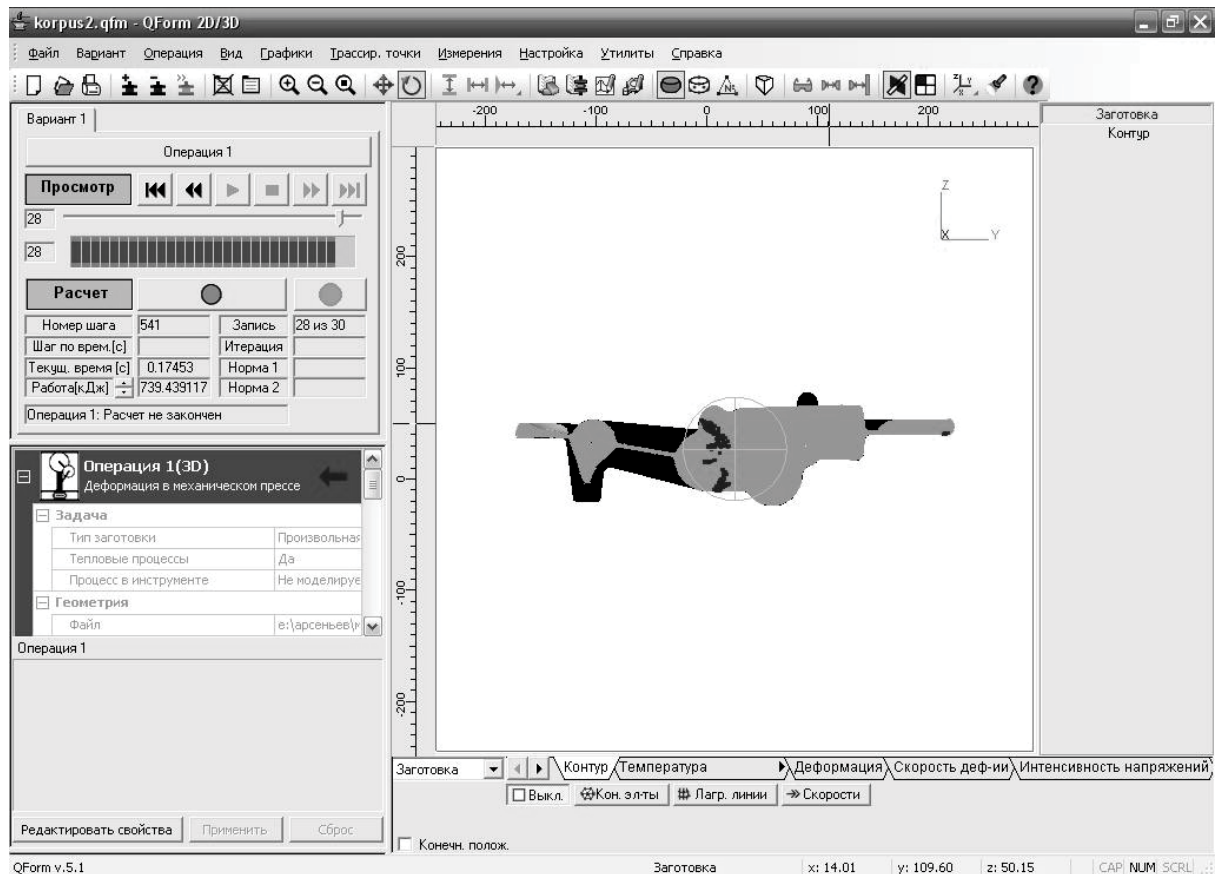 korpus2.qfm - QForm 2D/3D
Файл Вариант Операция Вид Графики Трассир. точки Измерения Настройка Утилиты Справка
Вариант 1
Операция 1
Просмотр
28
28
Расчет
Номер шага 541 Запись 28 из 30
Шаг по врем.[с] Итерация
Текущ. время [с] 0.17453 Норма 1
Работа[кДж] 739.439117 Норма 2
Операция 1: Расчет не закончен
Операция 1(3D)
Деформация в механическом прессе
Задача
Тип заготовки Произвольная
Тепловые процессы Да
Процесс в инструменте Не моделируе
Геометрия
Файл e:\арсеньев\
Операция 1
Редактировать свойства Применить Сброс
-200 -100 0 100 200
200
100
0
-100
-200
Z
X Y
Заготовка
Контур
Заготовка Контур Температура Деформация Скорость деф-ии Интенсивность напряжений
Выкл. Кон. эл-ты Лагр. линии Скорости
Конечн. полож.
QForm v.5.1 Заготовка x: 14.01 y: 109.60 z: 50.15 CAP NUM SCRL